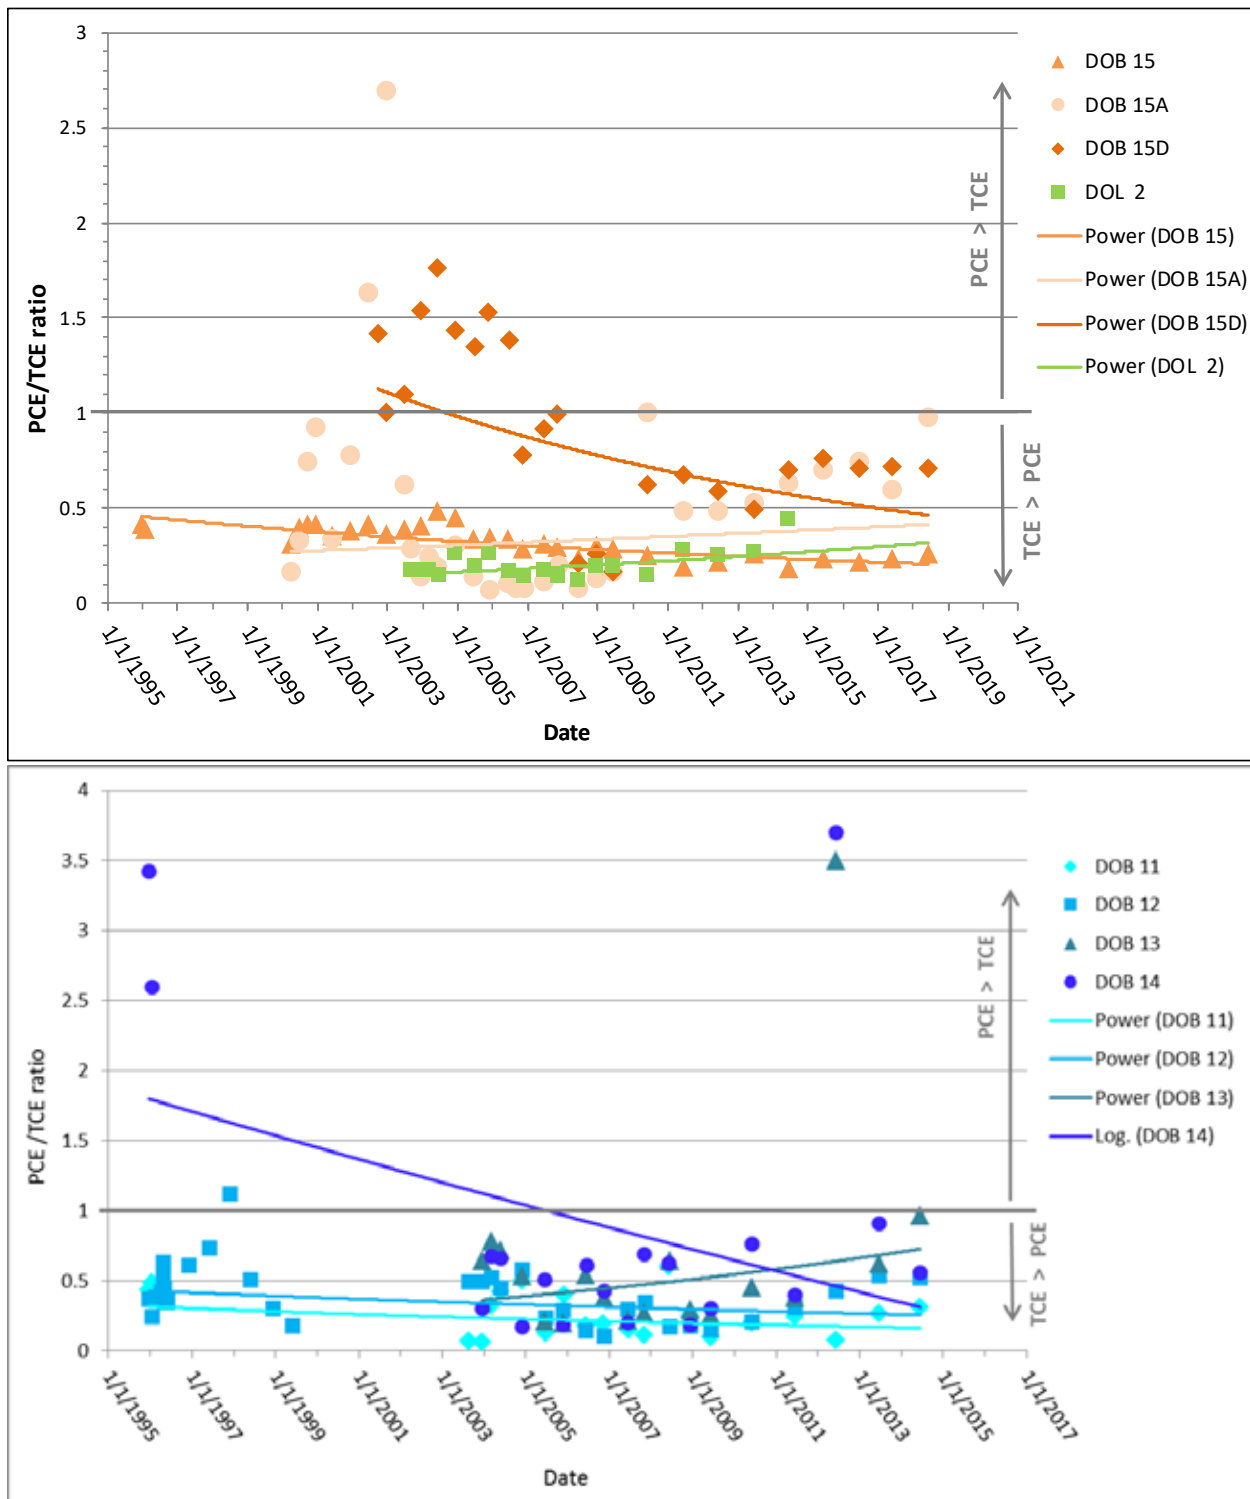 3
2.5
2
1.5
1
0.5
0
PCE/TCE ratio
1/1/1995
1/1/1997
1/1/1999
1/1/2001
1/1/2003
1/1/2005
1/1/2007
1/1/2009
1/1/2011
1/1/2013
1/1/2015
1/1/2017
1/1/2019
1/1/2021
Date
PCE > TCE
TCE > PCE
DOB 15
DOB 15A
DOB 15D
DOL 2
Power (DOB 15)
Power (DOB 15A)
Power (DOB 15D)
Power (DOL 2)
4
3.5
3
2.5
2
1.5
1
0.5
0
PCE /TCE ratio
1/1/1995
1/1/1997
1/1/1999
1/1/2001
1/1/2003
1/1/2005
1/1/2007
1/1/2009
1/1/2011
1/1/2013
1/1/2015
1/1/2017
Date
PCE > TCE
TCE > PCE
DOB 11
DOB 12
DOB 13
DOB 14
Power (DOB 11)
Power (DOB 12)
Power (DOB 13)
Log. (DOB 14)